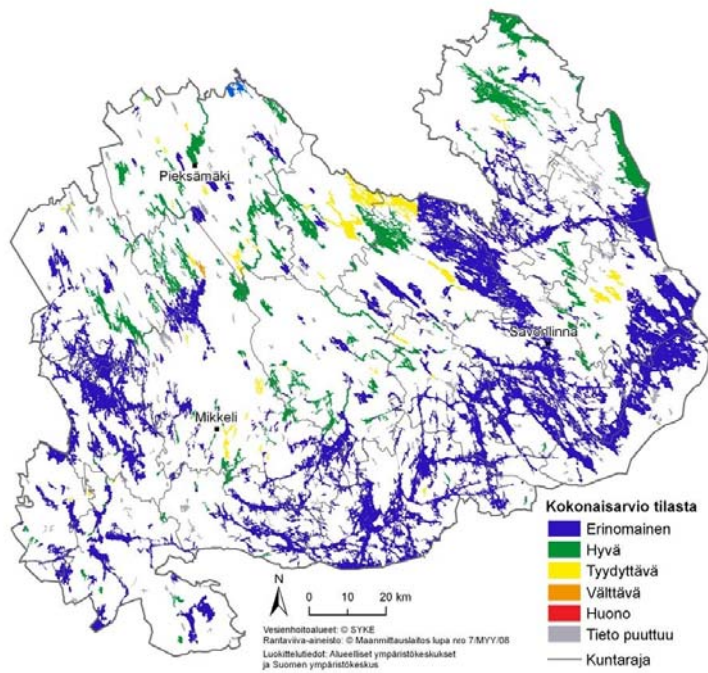 Pieksämäki
Savonlinna
Mikkeli
Kokonaisarvio tilasta
Erinomainen
Hyvä
Tyydyttävä
Välttävä
Huono
Tieto puuttuu
Kuntaraja
N
0 10 20 km
Vesienhoitoalueet: © SYKE
Rantaviiva-aineisto: © Maanmittauslaitos lupa nro 7/MYY/08
Luokittelutiedot: Alueelliset ympäristökeskukset
ja Suomen ympäristökeskus